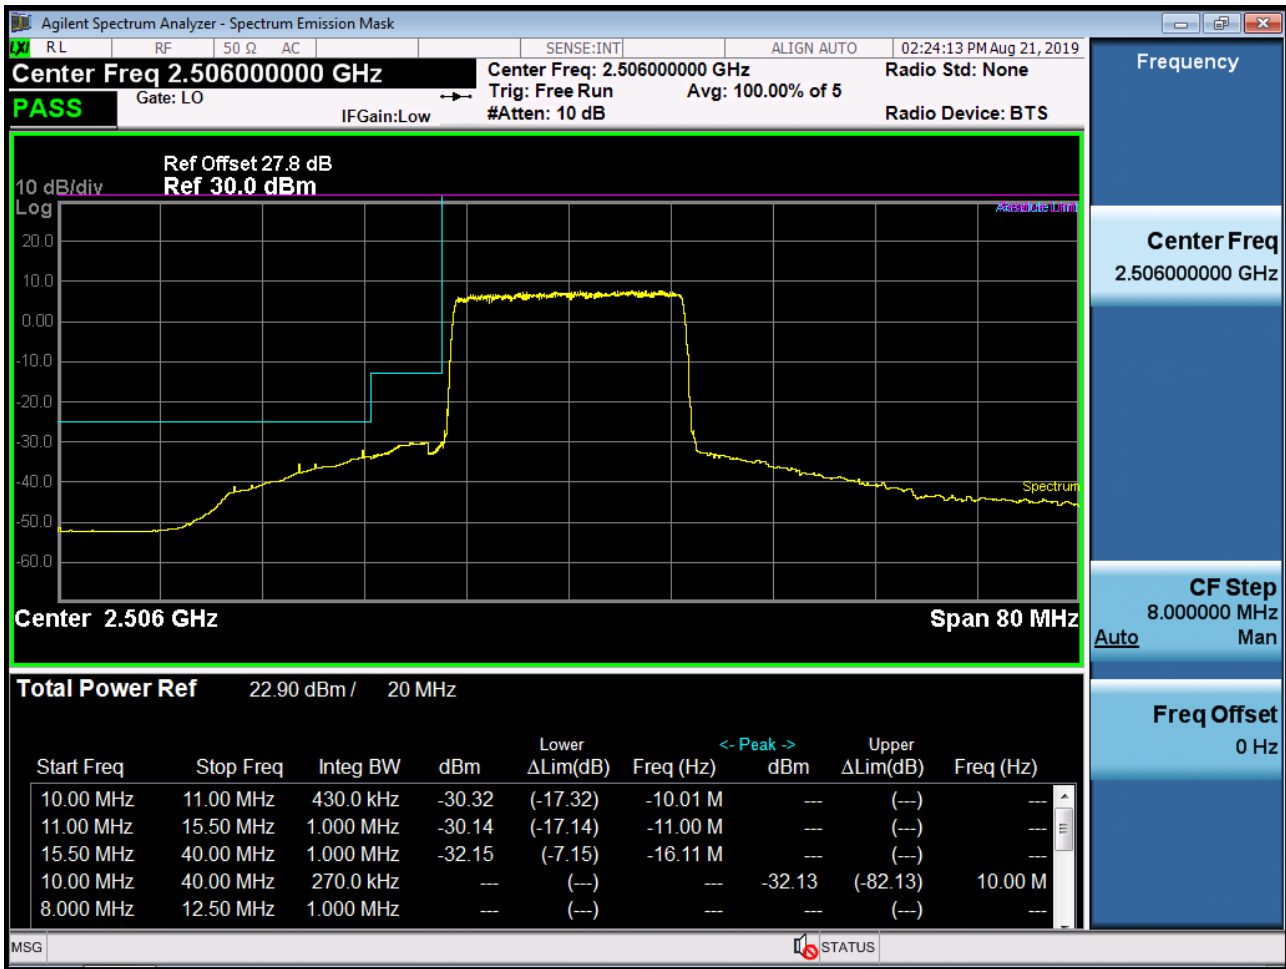 Agilent Spectrum Analyzer - Spectrum Emission Mask
LXI RL RF 50 Ω AC SENSE:INT ALIGN AUTO 02:24:13 PM Aug 21, 2019
Center Freq 2.506000000 GHz Center Freq: 2.506000000 GHz Radio Std: None
PASS Gate: LO Trig: Free Run Avg: 100.00% of 5
IFGain:Low #Atten: 10 dB Radio Device: BTS
Ref Offset 27.8 dB
10 dB/div Ref 30.0 dBm
Log
Absolute Limit
20.0
10.0
0.00
-10.0
-20.0
-30.0
-40.0
Spectrum
-50.0
-60.0
Center 2.506 GHz Span 80 MHz
Total Power Ref 22.90 dBm / 20 MHz
Lower <- Peak -> Upper
Start Freq Stop Freq Integ BW dBm ΔLim(dB) Freq (Hz) dBm ΔLim(dB) Freq (Hz)
10.00 MHz 11.00 MHz 430.0 kHz -30.32 (-17.32) -10.01 M --- (---) ---
11.00 MHz 15.50 MHz 1.000 MHz -30.14 (-17.14) -11.00 M --- (---) ---
15.50 MHz 40.00 MHz 1.000 MHz -32.15 (-7.15) -16.11 M --- (---) ---
10.00 MHz 40.00 MHz 270.0 kHz --- (---) --- -32.13 (-82.13) 10.00 M
8.000 MHz 12.50 MHz 1.000 MHz --- (---) --- --- (---) ---
MSG STATUS
Frequency
Center Freq
2.506000000 GHz
CF Step
8.000000 MHz
Auto Man
Freq Offset
0 Hz